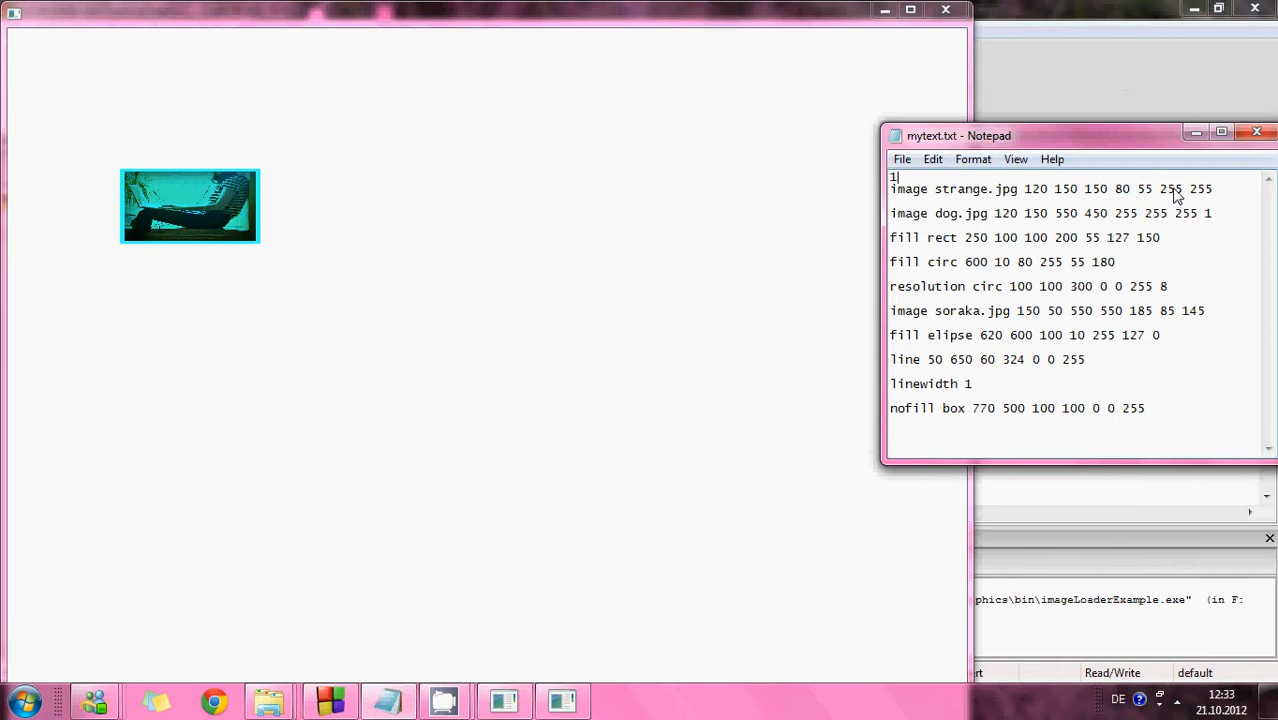 mytext.txt - Notepad
File Edit Format View Help
1
image strange.jpg 120 150 150 80 55 255 255
image dog.jpg 120 150 550 450 255 255 255 1
fill rect 250 100 100 200 55 127 150
fill circ 600 10 80 255 55 180
resolution circ 100 100 300 0 0 255 8
image soraka.jpg 150 50 550 550 185 85 145
fill elipse 620 600 100 10 255 127 0
line 50 650 60 324 0 0 255
linewidth 1
nofill box 770 500 100 100 0 0 255
phics\bin\imageLoaderExample.exe" (in F:
rt Read/Write default
DE 12:33
21.10.2012